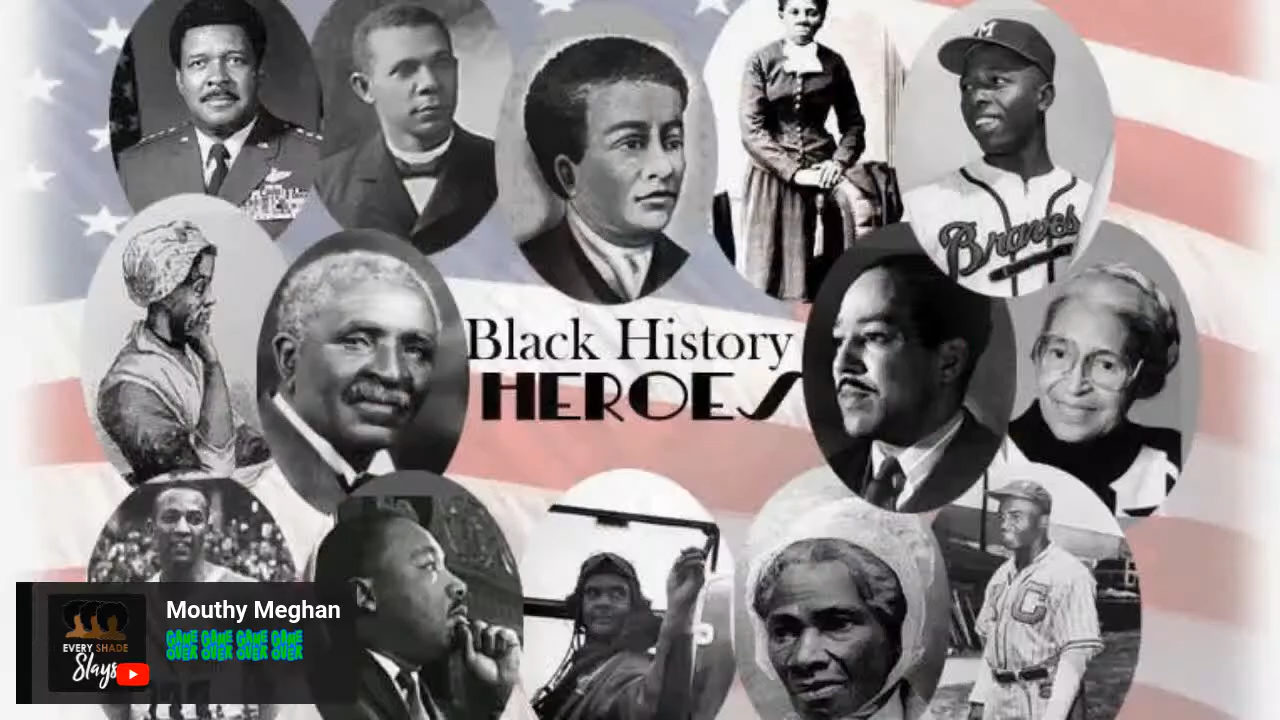 M
Braves
Black History
HEROES
C
Mouthy Meghan
GAME GAME GAME GAME
OVER OVER OVER OVER
EVERY SHADE
Slays